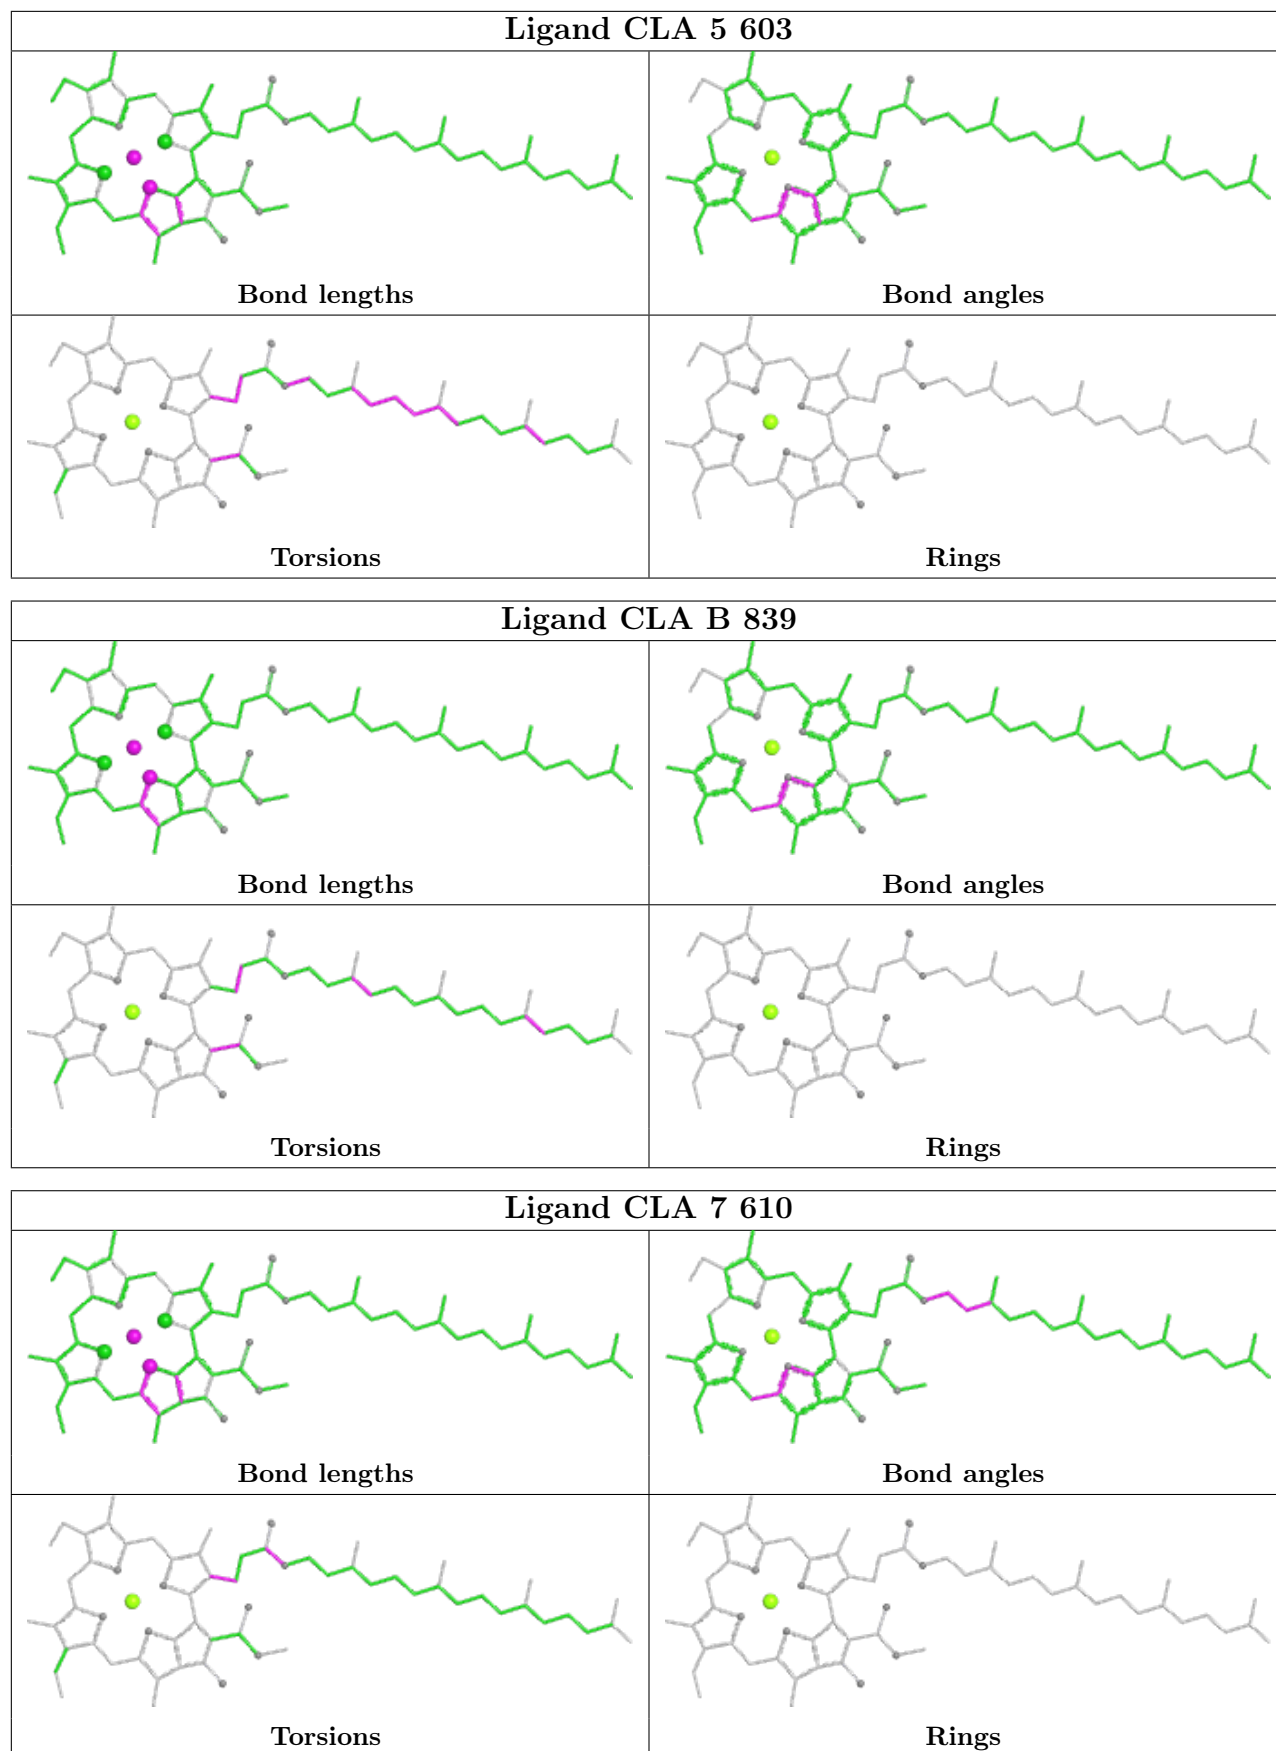 Ligand CLA 5 603
Bond lengths
Bond angles
Torsions
Rings
Ligand CLA B 839
Bond lengths
Bond angles
Torsions
Rings
Ligand CLA 7 610
Bond lengths
Bond angles
Torsions
Rings